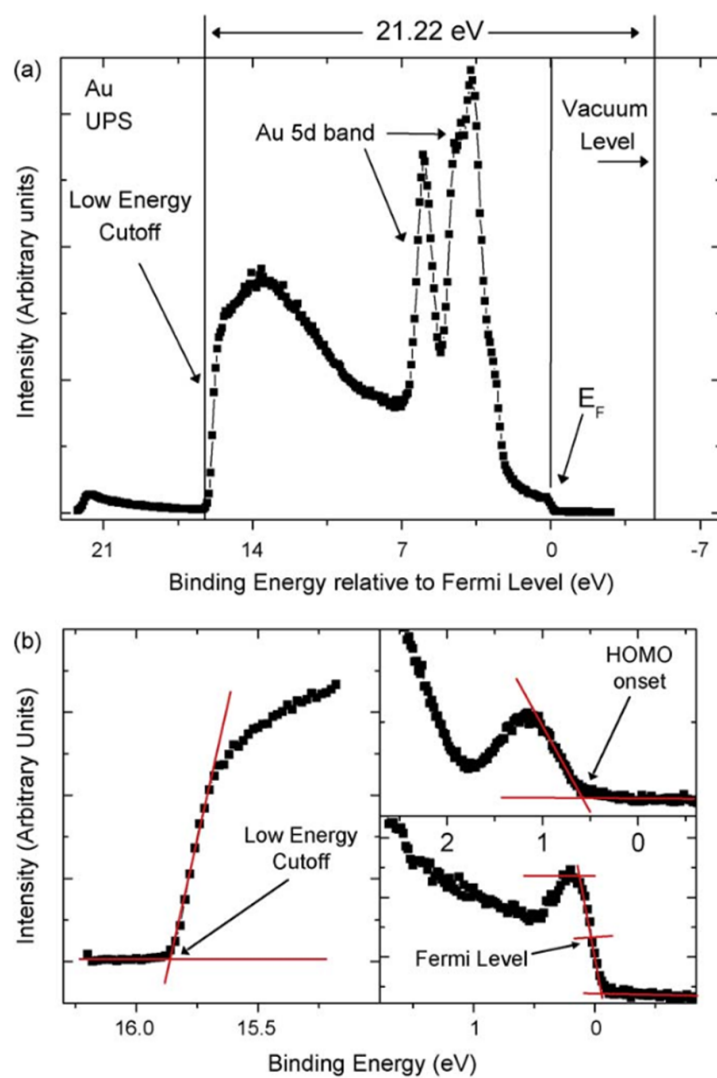 21.22 eV
(a)
Au
UPS
Au 5d band
Vacuum
Level
Low Energy
Cutoff
E_F
Intensity (Arbitrary units)
21 14 7 0 -7
Binding Energy relative to Fermi Level (eV)
(b)
HOMO
onset
Low Energy
Cutoff
2 1 0
Fermi Level
Intensity (Arbitrary Units)
16.0 15.5 1 0
Binding Energy (eV)